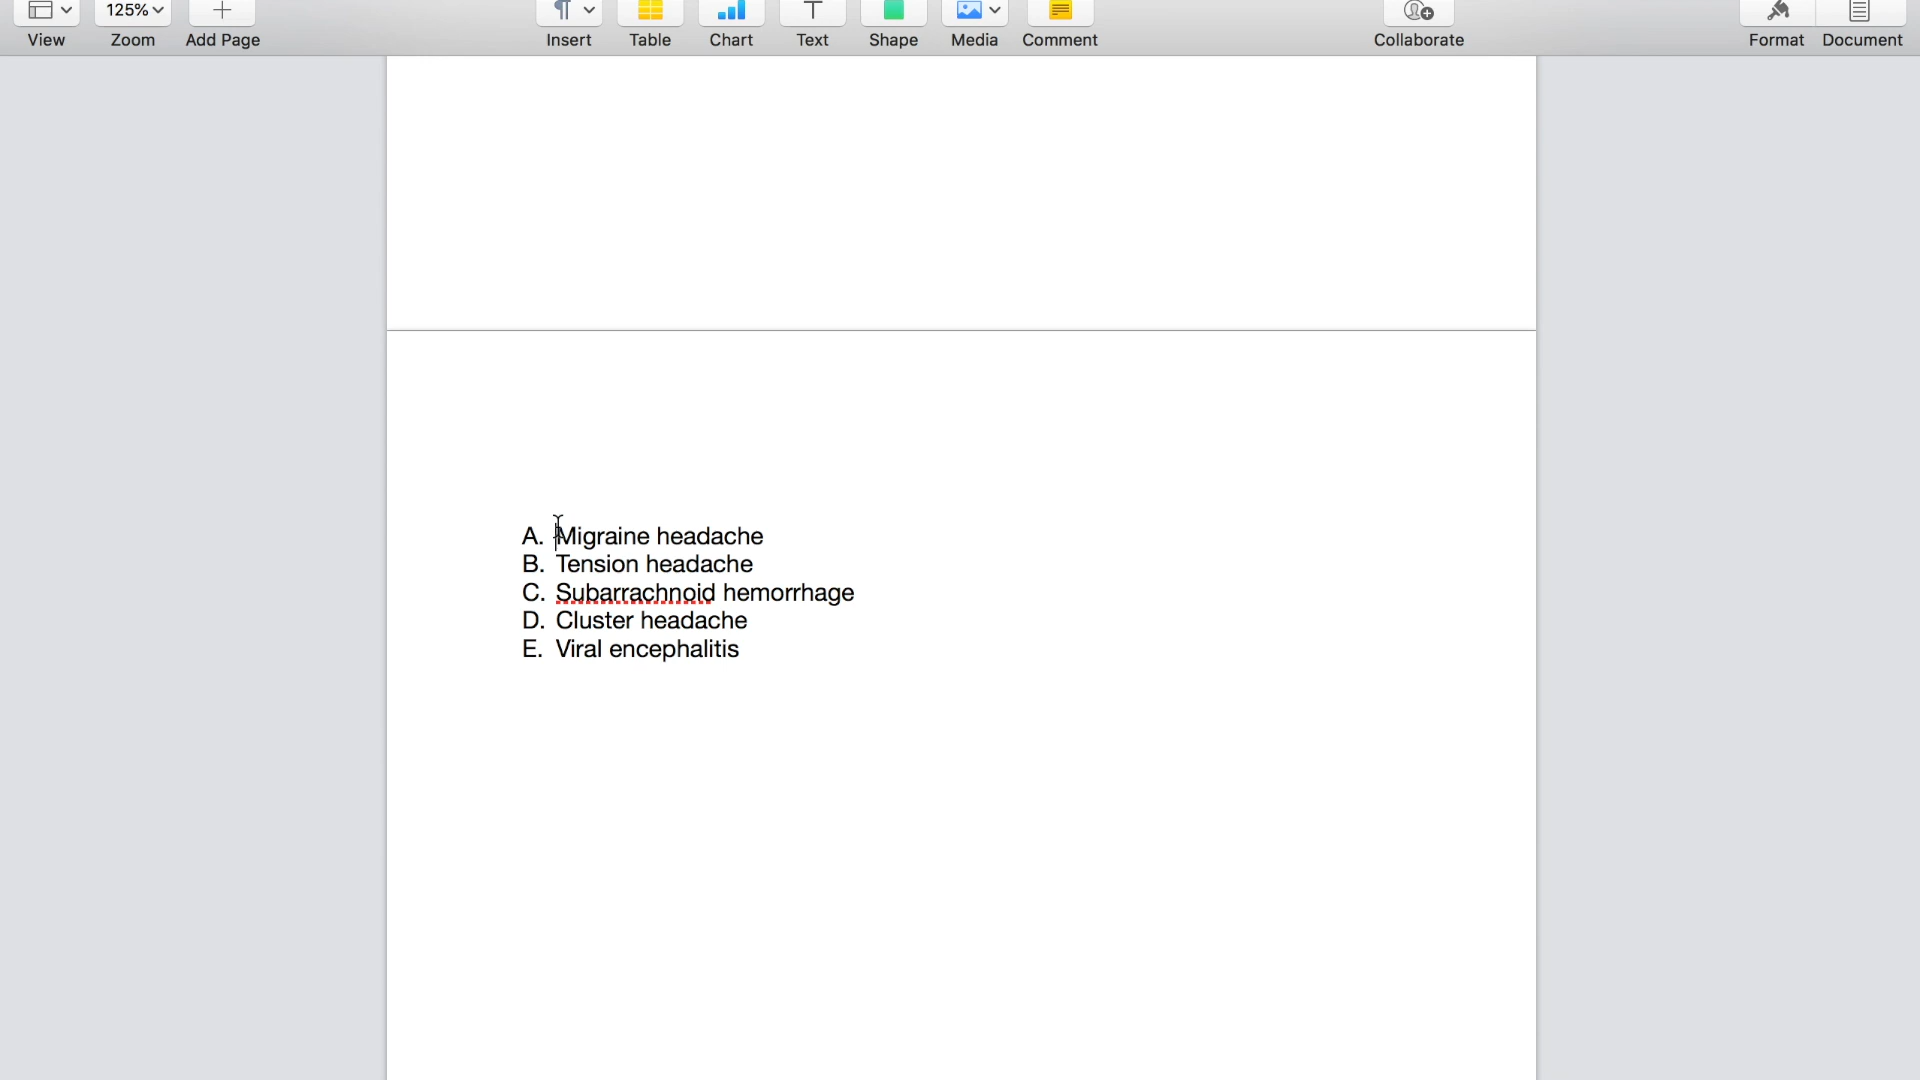 125%
View Zoom Add Page Insert Table Chart Text Shape Media Comment Collaborate Format Document
A. Migraine headache
B. Tension headache
C. Subarrachnoid hemorrhage
D. Cluster headache
E. Viral encephalitis